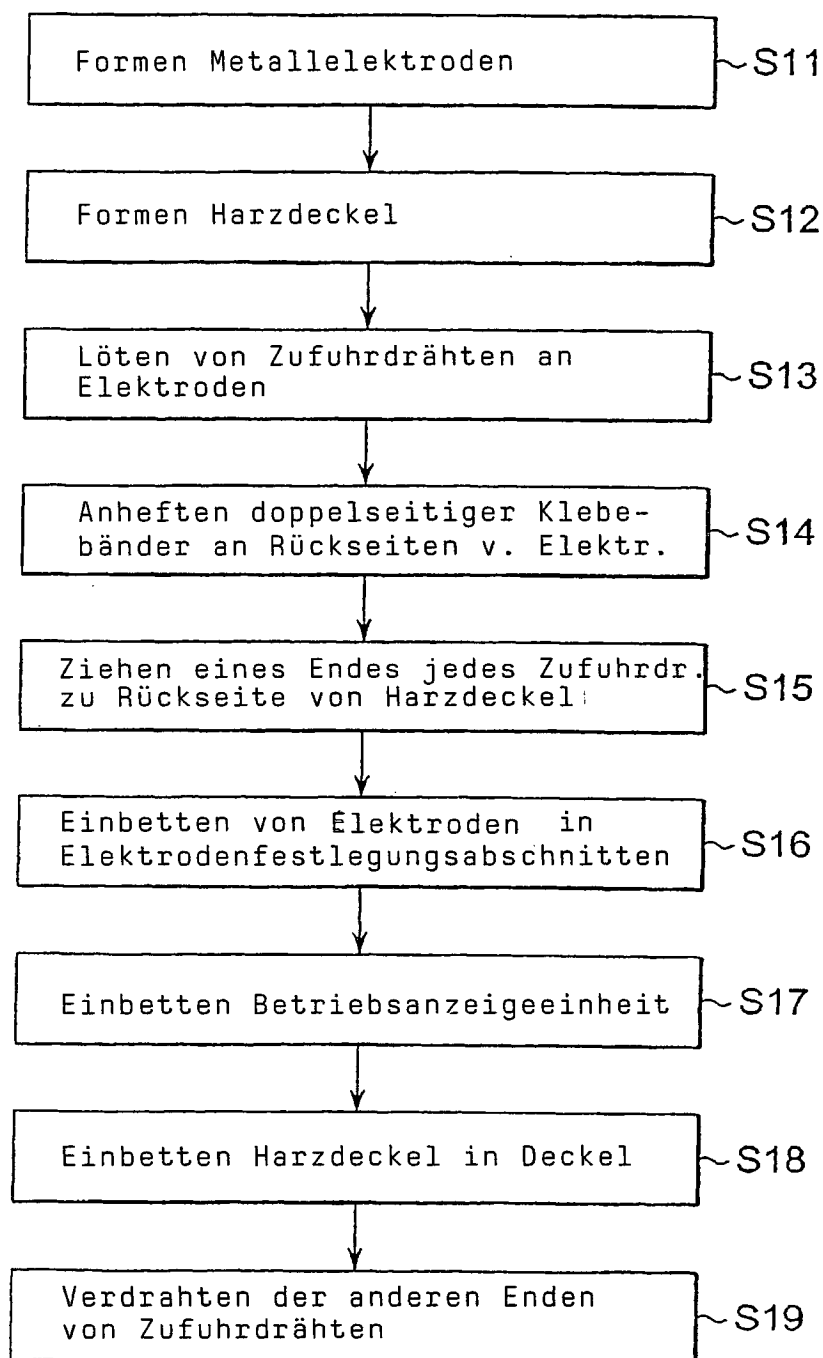 Formen Metallelektroden
S11
Formen Harzdeckel
S12
Löten von Zufuhrdrähten an
Elektroden
S13
Anheften doppelseitiger Klebe-
bänder an Rückseiten v. Elektr.
S14
Ziehen eines Endes jedes Zufuhrdr.
zu Rückseite von Harzdeckel
S15
Einbetten von Elektroden in
Elektrodenfestlegungsabschnitten
S16
Einbetten Betriebsanzeigeeinheit
S17
Einbetten Harzdeckel in Deckel
S18
Verdrahten der anderen Enden
von Zufuhrdrähten
S19